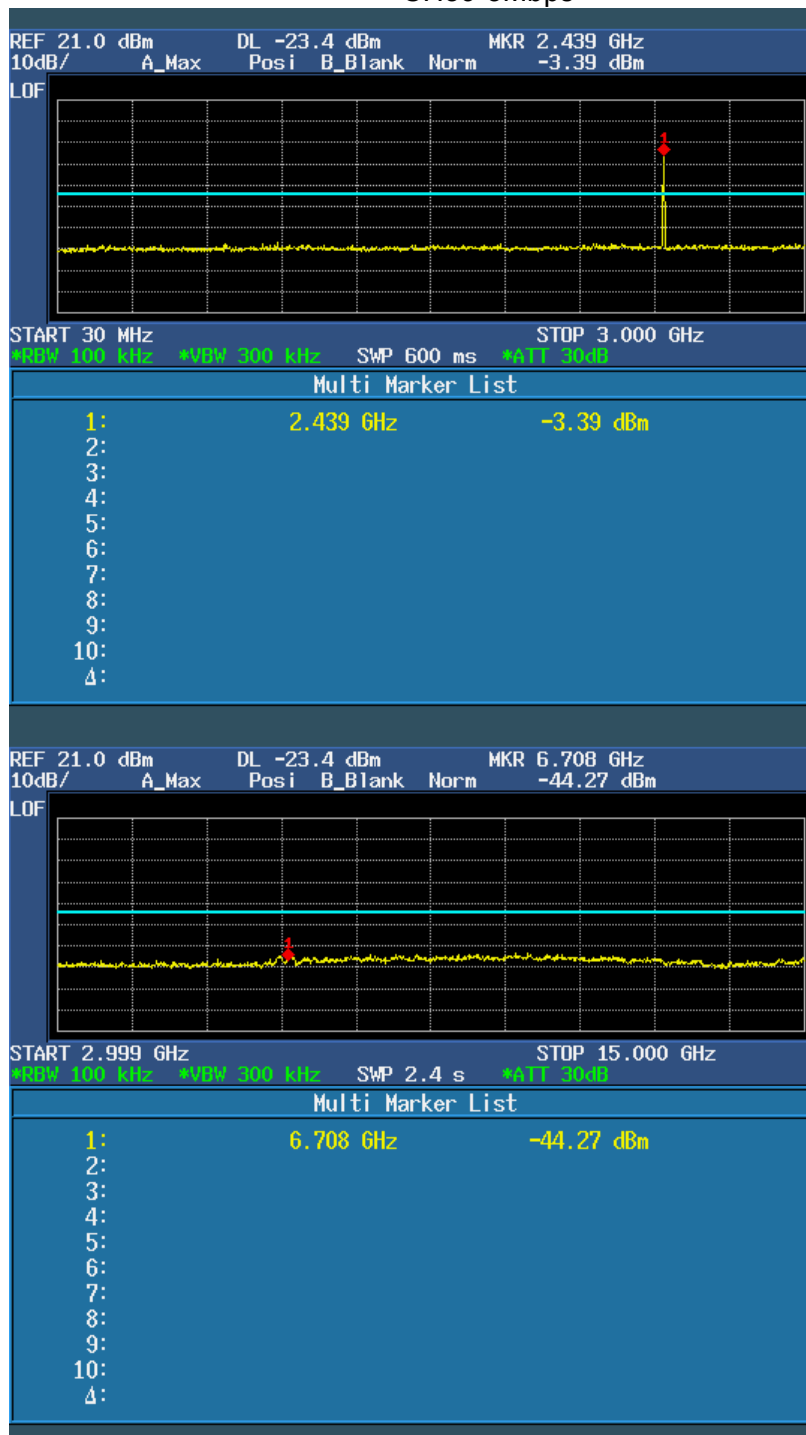 REF 21.0 dBm DL -23.4 dBm MKR 2.439 GHz
10dB/ A_Max Posi B_Blank Norm -3.39 dBm
LOF
1
START 30 MHz STOP 3.000 GHz
*RBW 100 kHz *VBW 300 kHz SWP 600 ms *ATT 30dB
Multi Marker List
1: 2.439 GHz -3.39 dBm
2:
3:
4:
5:
6:
7:
8:
9:
10:
Δ:
REF 21.0 dBm DL -23.4 dBm MKR 6.708 GHz
10dB/ A_Max Posi B_Blank Norm -44.27 dBm
LOF
1
START 2.999 GHz STOP 15.000 GHz
*RBW 100 kHz *VBW 300 kHz SWP 2.4 s *ATT 30dB
Multi Marker List
1: 6.708 GHz -44.27 dBm
2:
3:
4:
5:
6:
7:
8:
9:
10:
Δ: